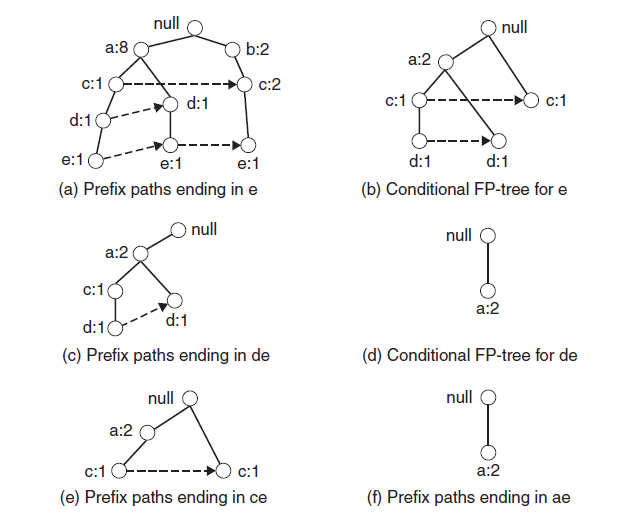 null
a:8
b:2
c:1
c:2
d:1
d:1
e:1
e:1
e:1
(a) Prefix paths ending in e
null
a:2
c:1
c:1
d:1
d:1
(b) Conditional FP-tree for e
null
a:2
c:1
d:1
d:1
(c) Prefix paths ending in de
null
a:2
(d) Conditional FP-tree for de
null
a:2
c:1
c:1
(e) Prefix paths ending in ce
null
a:2
(f) Prefix paths ending in ae